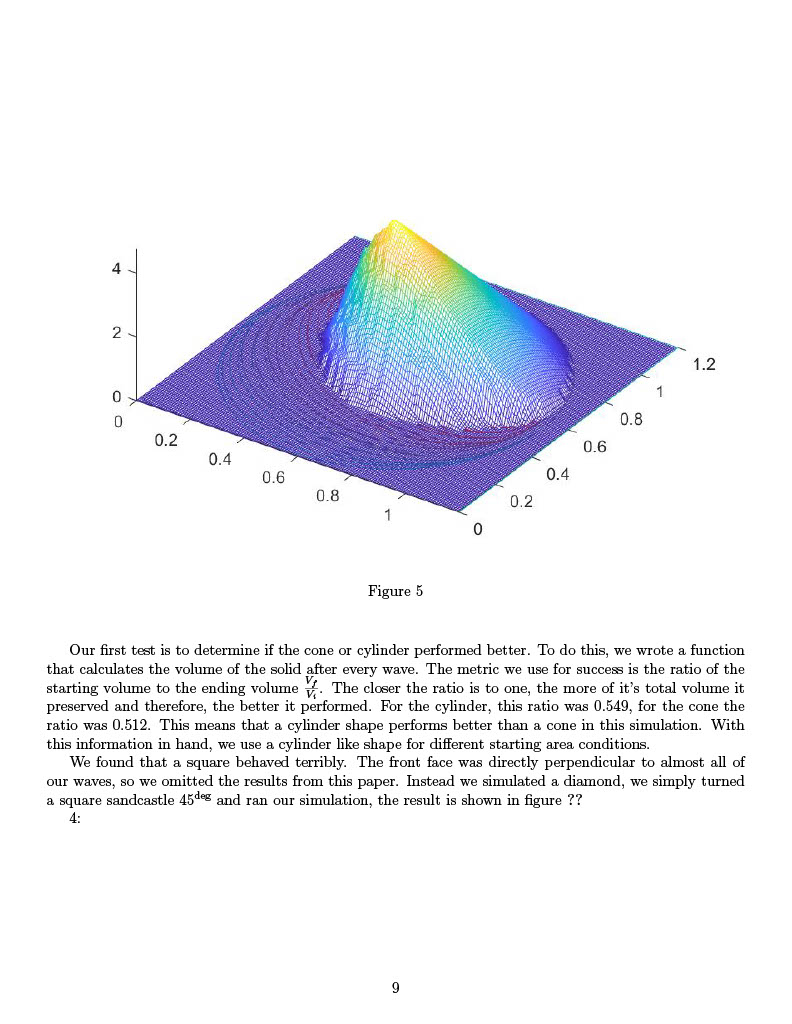 4
2
0
0
0.2
0.4
0.6
0.8
1
0
0.2
0.4
0.6
0.8
1
1.2
Figure 5
Our first test is to determine if the cone or cylinder performed better. To do this, we wrote a function
that calculates the volume of the solid after every wave. The metric we use for success is the ratio of the
starting volume to the ending volume V_f/V_i. The closer the ratio is to one, the more of it's total volume it
preserved and therefore, the better it performed. For the cylinder, this ratio was 0.549, for the cone the
ratio was 0.512. This means that a cylinder shape performs better than a cone in this simulation. With
this information in hand, we use a cylinder like shape for different starting area conditions.
We found that a square behaved terribly. The front face was directly perpendicular to almost all of
our waves, so we omitted the results from this paper. Instead we simulated a diamond, we simply turned
a square sandcastle 45^deg and ran our simulation, the result is shown in figure ??
4:
9